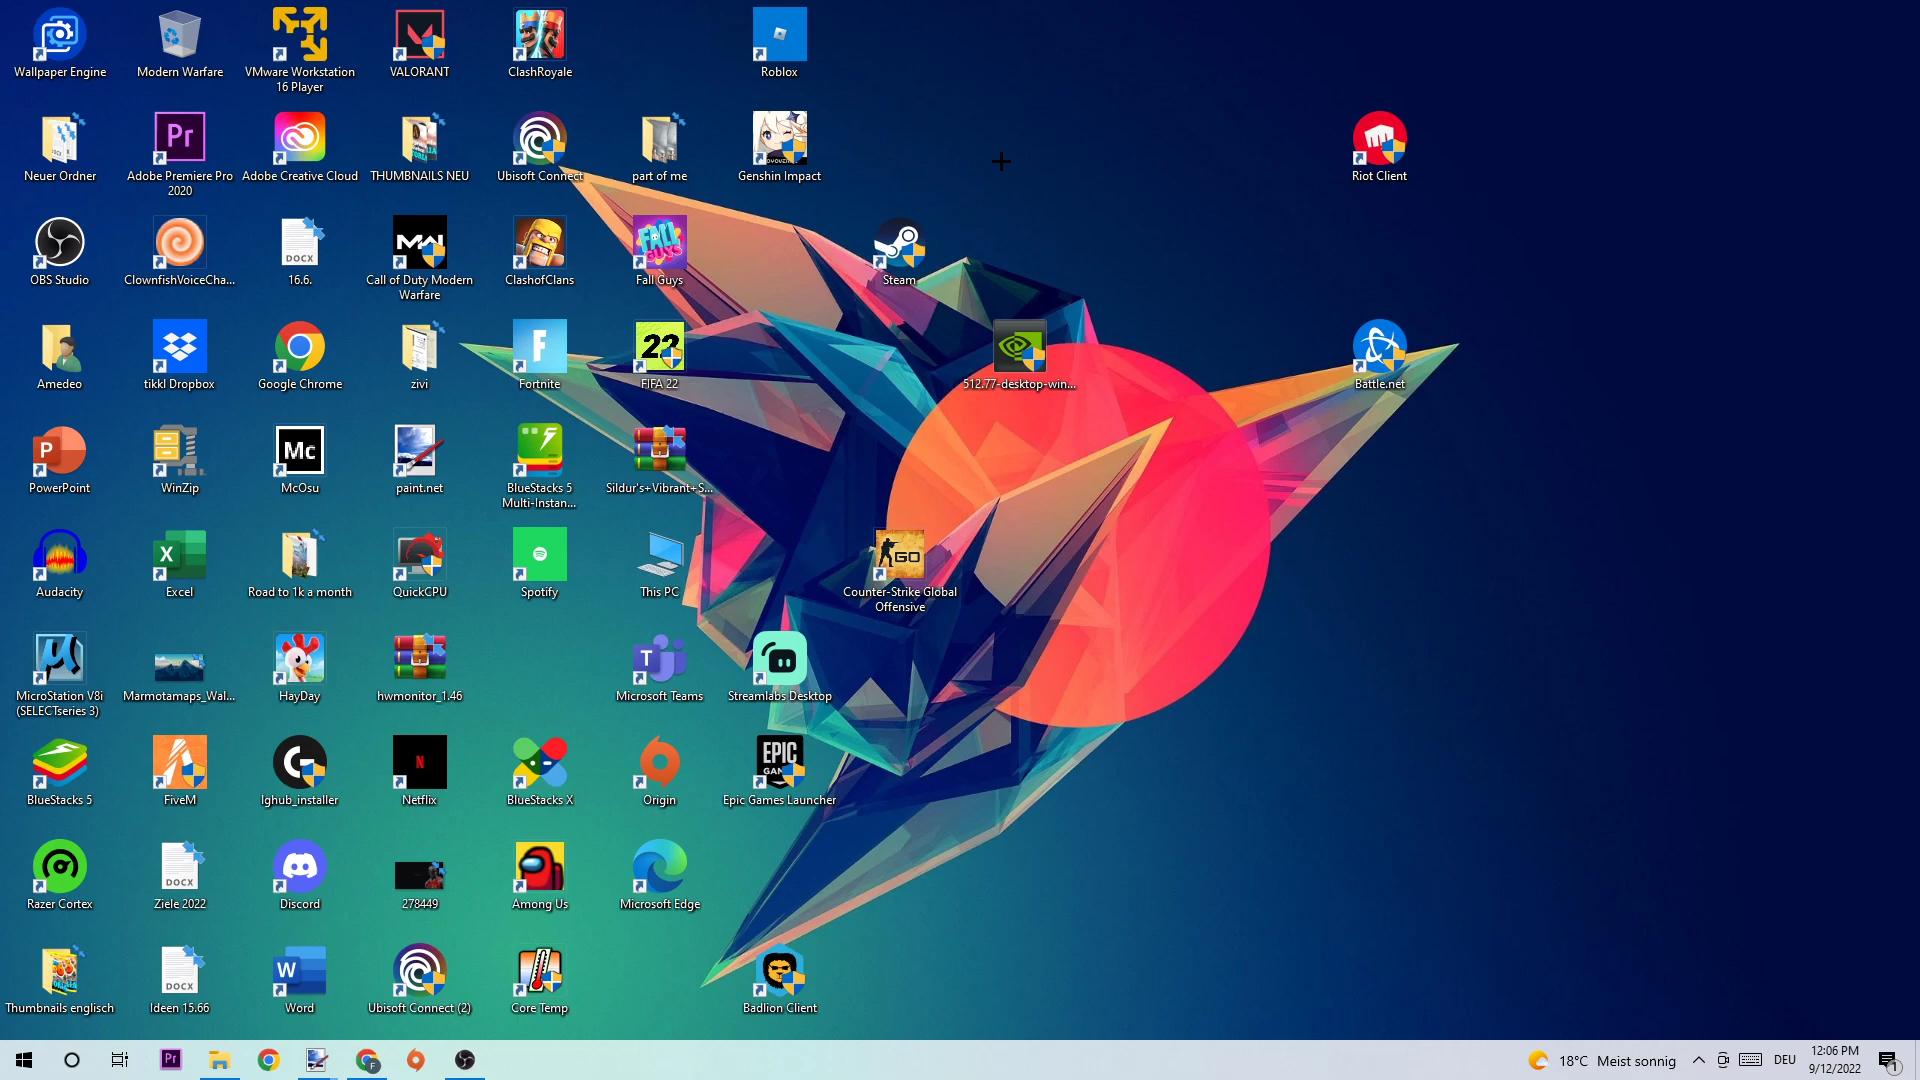 Wallpaper Engine
Modern Warfare
VMware Workstation
16 Player
VALORANT
ClashRoyale
Roblox
Neuer Ordner
Adobe Premiere Pro
2020
Adobe Creative Cloud
THUMBNAILS NEU
Ubisoft Connect
part of me
Genshin Impact
Riot Client
OBS Studio
ClownfishVoiceCha...
16.6.
Call of Duty Modern
Warfare
ClashofClans
Fall Guys
Steam
Amedeo
tikkl Dropbox
Google Chrome
zivi
Fortnite
FIFA 22
512.77-desktop-win...
Battle.net
PowerPoint
WinZip
McOsu
paint.net
BlueStacks 5
Multi-Instan...
Sildur's+Vibrant+S...
Audacity
Excel
Road to 1k a month
QuickCPU
Spotify
This PC
Counter-Strike Global
Offensive
MicroStation V8i
(SELECTseries 3)
Marmotamaps_Wal...
HayDay
hwmonitor_1.46
Microsoft Teams
Streamlabs Desktop
BlueStacks 5
FiveM
lghub_installer
Netflix
BlueStacks X
Origin
Epic Games Launcher
Razer Cortex
Ziele 2022
Discord
278449
Among Us
Microsoft Edge
Thumbnails englisch
Ideen 15.66
Word
Ubisoft Connect (2)
Core Temp
Badlion Client
18°C Meist sonnig
DEU
12:06 PM
9/12/2022
1